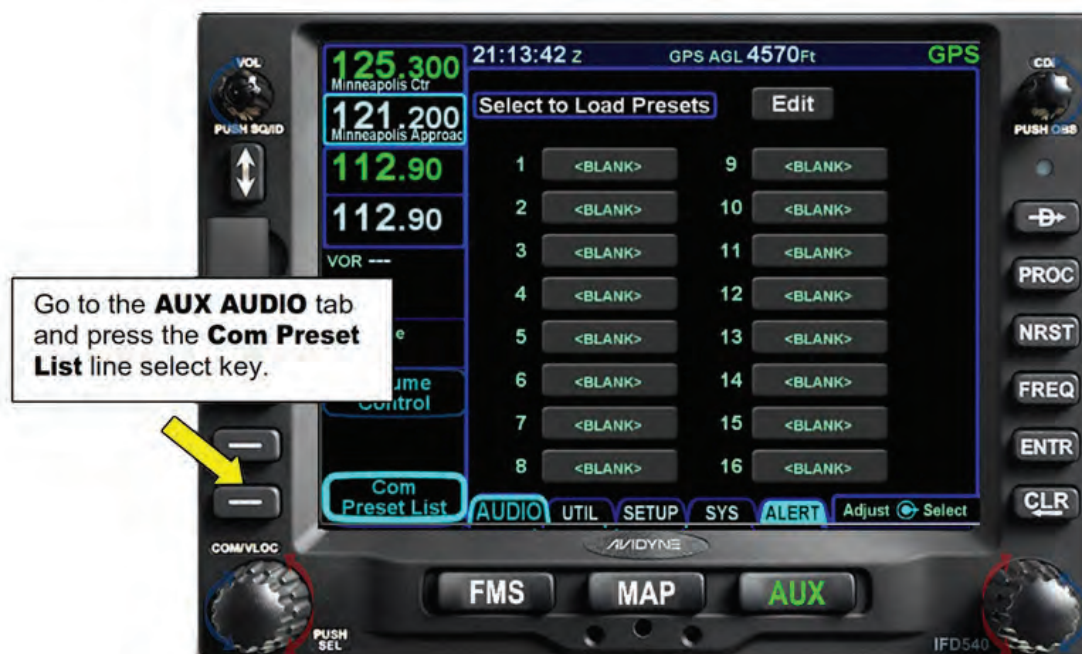 VOL
PUSH SQ/ID
125.300
Minneapolis Ctr
121.200
Minneapolis Approac
112.90
112.90
VOR ---
21:13:42 Z GPS AGL 4570Ft GPS
Select to Load Presets Edit
1 <BLANK> 9 <BLANK>
2 <BLANK> 10 <BLANK>
3 <BLANK> 11 <BLANK>
4 <BLANK> 12 <BLANK>
5 <BLANK> 13 <BLANK>
6 <BLANK> 14 <BLANK>
7 <BLANK> 15 <BLANK>
8 <BLANK> 16 <BLANK>
Go to the AUX AUDIO tab
and press the Com Preset
List line select key.
Control
Com
Preset List
AUDIO UTIL SETUP SYS ALERT Adjust Select
CDI
PUSH OBS
D
PROC
NRST
FREQ
ENTR
CLR
AVIDYNE
COM/VLOC
PUSH
SEL
FMS MAP AUX
IFD540